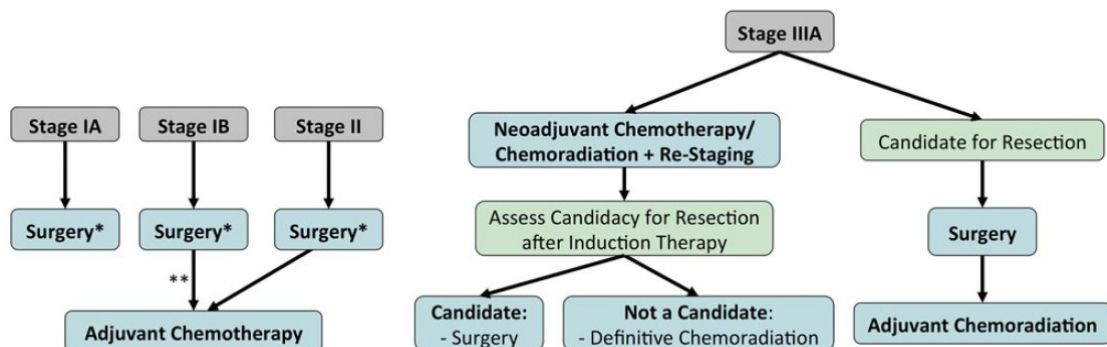 Stage IA
Stage IB
Stage II
Surgery*
Surgery*
Surgery*
**
Adjuvant Chemotherapy
Stage IIIA
Neoadjuvant Chemotherapy/
Chemoradiation + Re-Staging
Candidate for Resection
Assess Candidacy for Resection
after Induction Therapy
Surgery
Candidate:
- Surgery
Not a Candidate:
- Definitive Chemoradiation
Adjuvant Chemoradiation